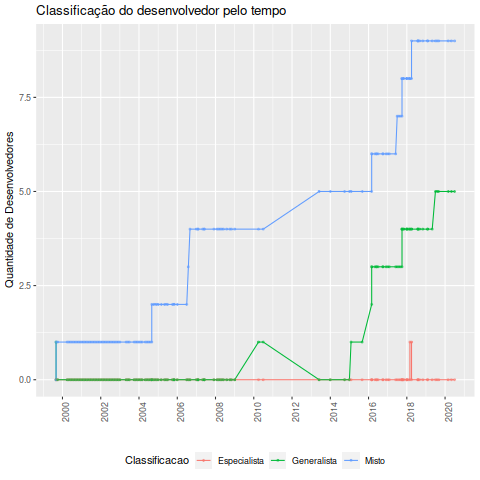 Classificação do desenvolvedor pelo tempo
Quantidade de Desenvolvedores
7.5
5.0
2.5
0.0
2000 2002 2004 2006 2008 2010 2012 2014 2016 2018 2020
Classificacao Especialista Generalista Misto